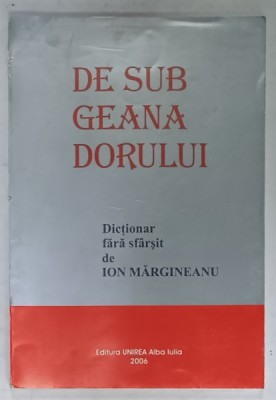 DE SUB
GEANA
DORULUI
Dicționar
fără sfârșit
de
ION MĂRGINEANU
Editura UNIREA Alba Iulia
2006